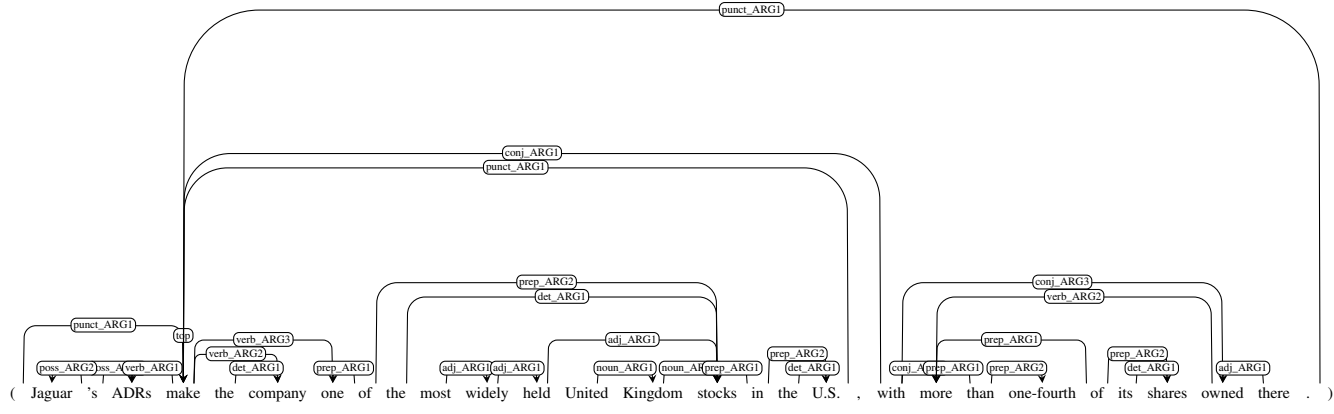 punct_ARG1
conj_ARG1
punct_ARG1
prep_ARG2 conj_ARG3
det_ARG1 verb_ARG2
punct_ARG1 top verb_ARG3 adj_ARG1 prep_ARG1
verb_ARG2 prep_ARG2 prep_ARG2
poss_ARG2 verb_ARG1 det_ARG1 prep_ARG1 adj_ARG1 adj_ARG1 noun_ARG1 prep_ARG1 det_ARG1 prep_ARG1 prep_ARG2 det_ARG1 adj_ARG1
( Jaguar 's ADRs make the company one of the most widely held United Kingdom stocks in the U.S. , with more than one-fourth of its shares owned there . )